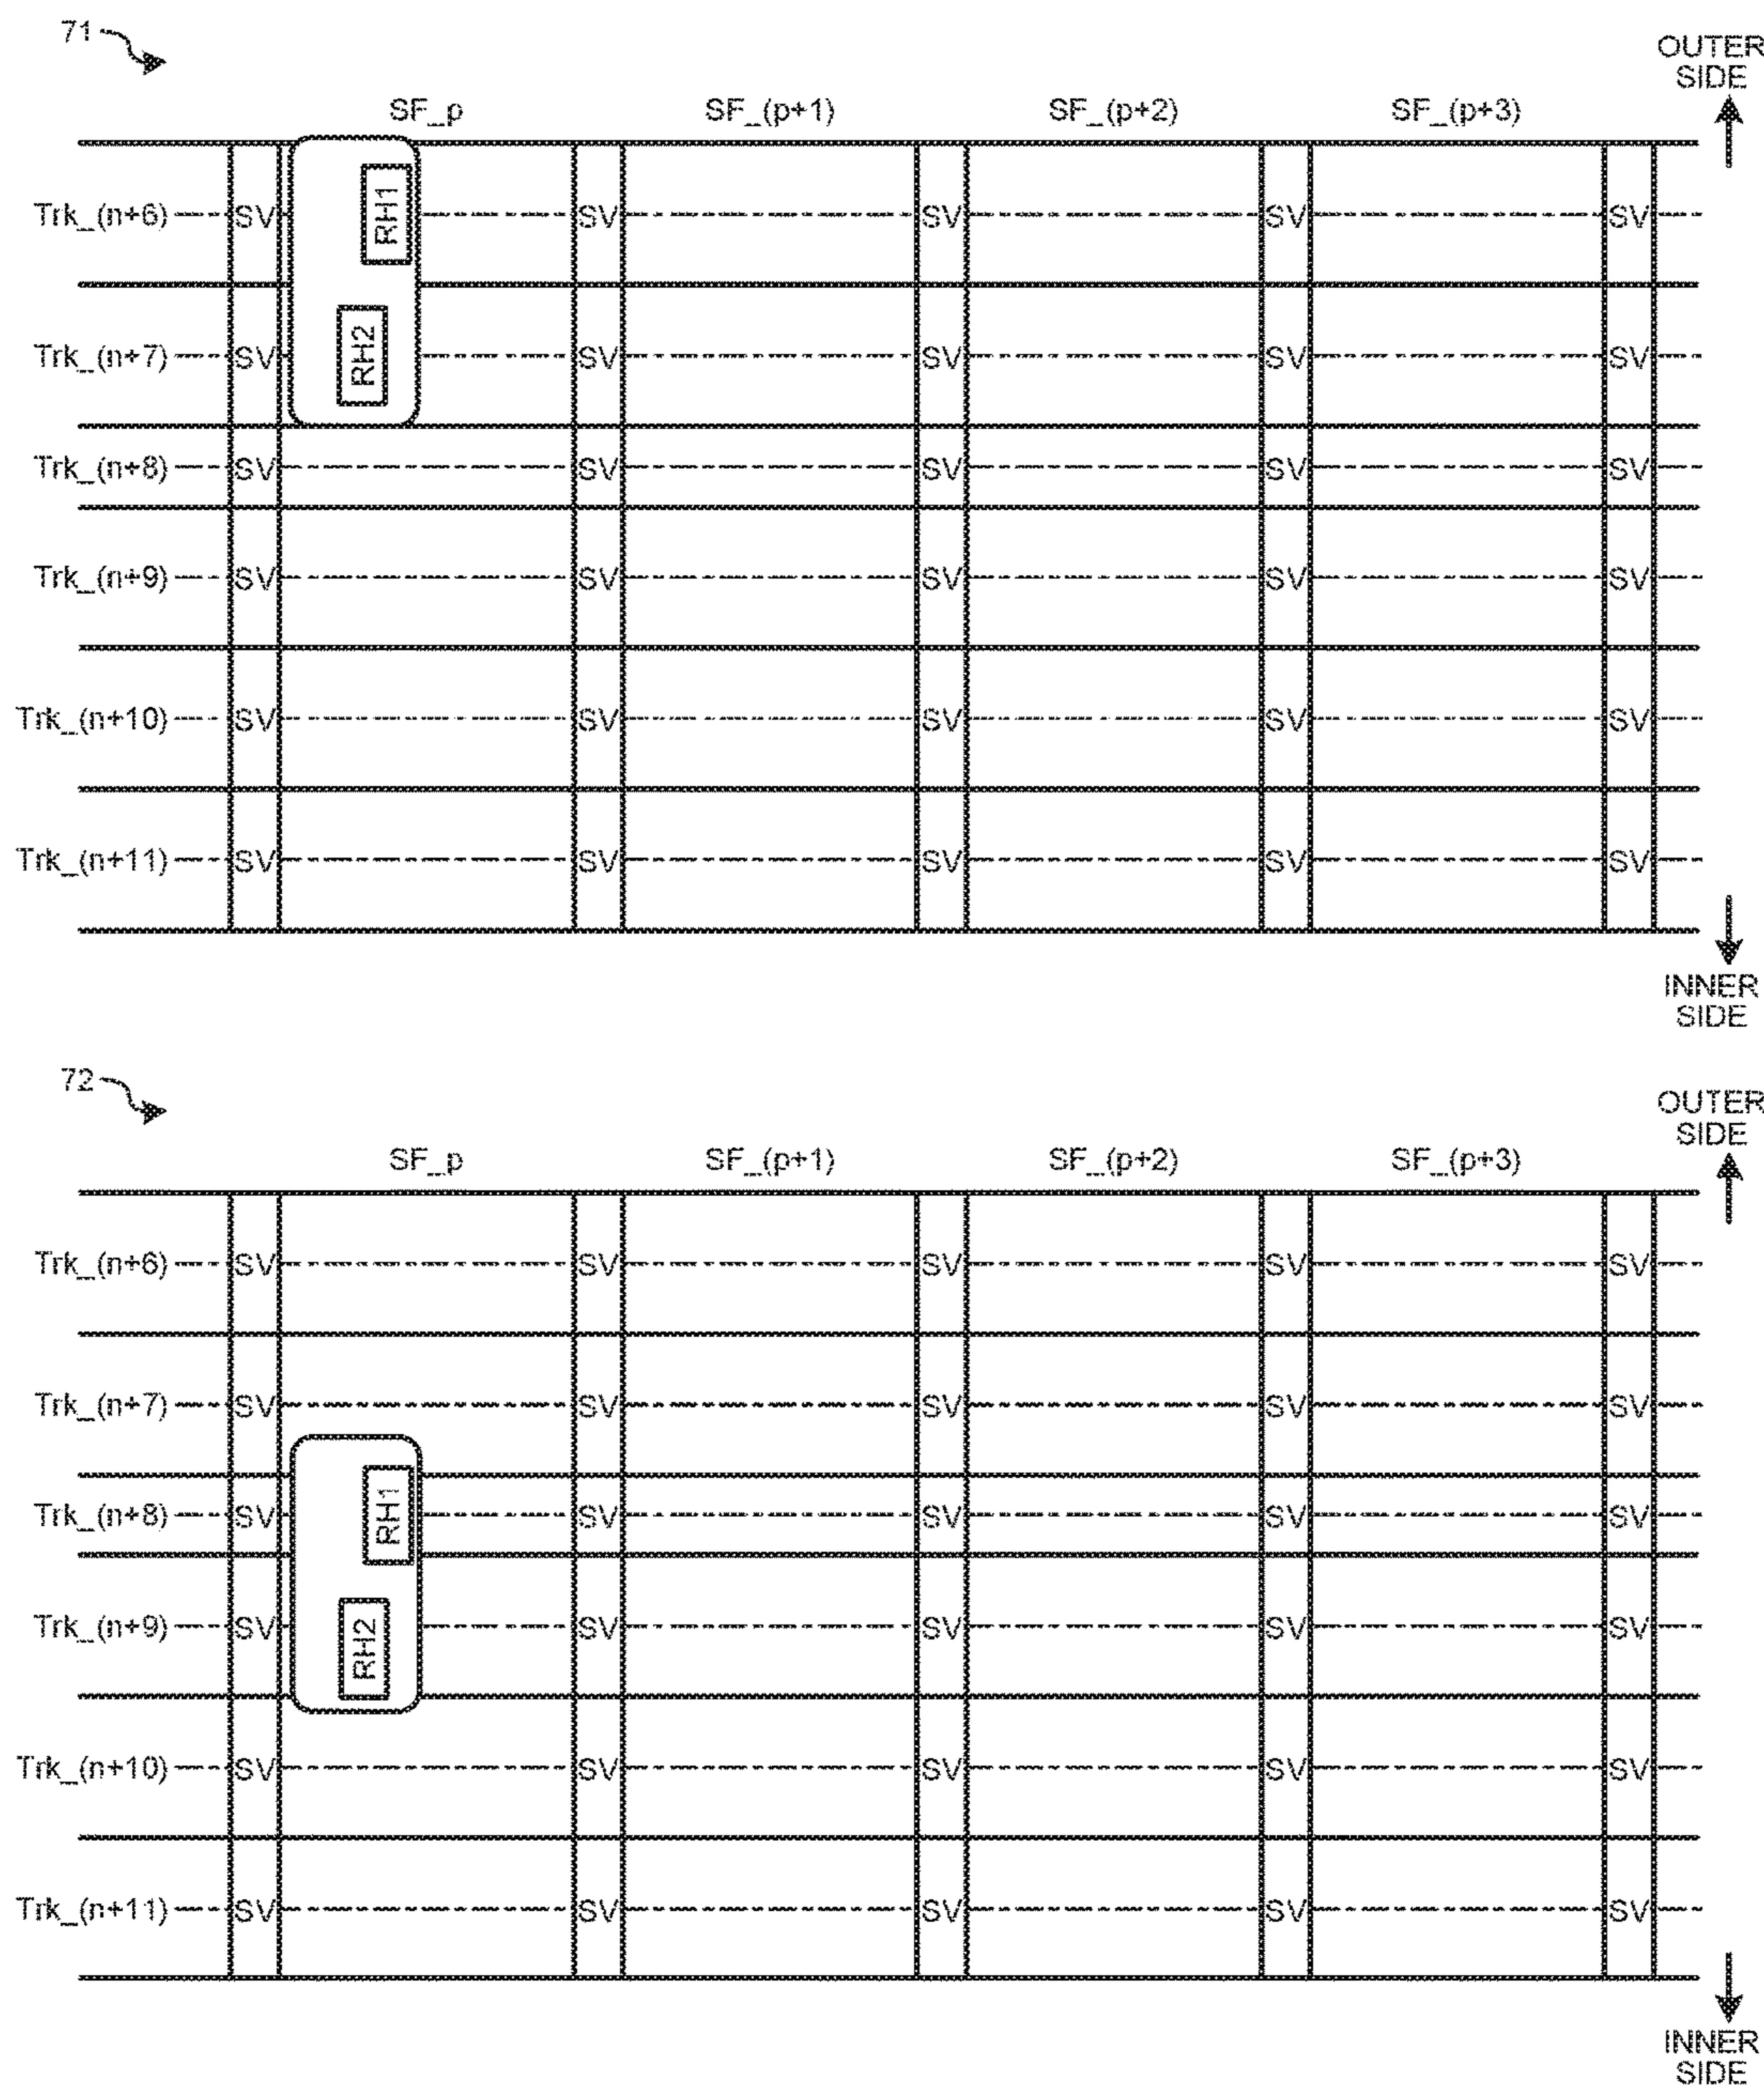 71
OUTER
SIDE
SF_p SF_(p+1) SF_(p+2) SF_(p+3)
Trk_(n+6) SV RH1 SV SV SV SV
Trk_(n+7) SV RH2 SV SV SV SV
Trk_(n+8) SV SV SV SV SV
Trk_(n+9) SV SV SV SV SV
Trk_(n+10) SV SV SV SV SV
Trk_(n+11) SV SV SV SV SV
INNER
SIDE
72
OUTER
SIDE
SF_p SF_(p+1) SF_(p+2) SF_(p+3)
Trk_(n+6) SV SV SV SV SV
Trk_(n+7) SV SV SV SV SV
Trk_(n+8) SV RH1 SV SV SV SV
Trk_(n+9) SV RH2 SV SV SV SV
Trk_(n+10) SV SV SV SV SV
Trk_(n+11) SV SV SV SV SV
INNER
SIDE